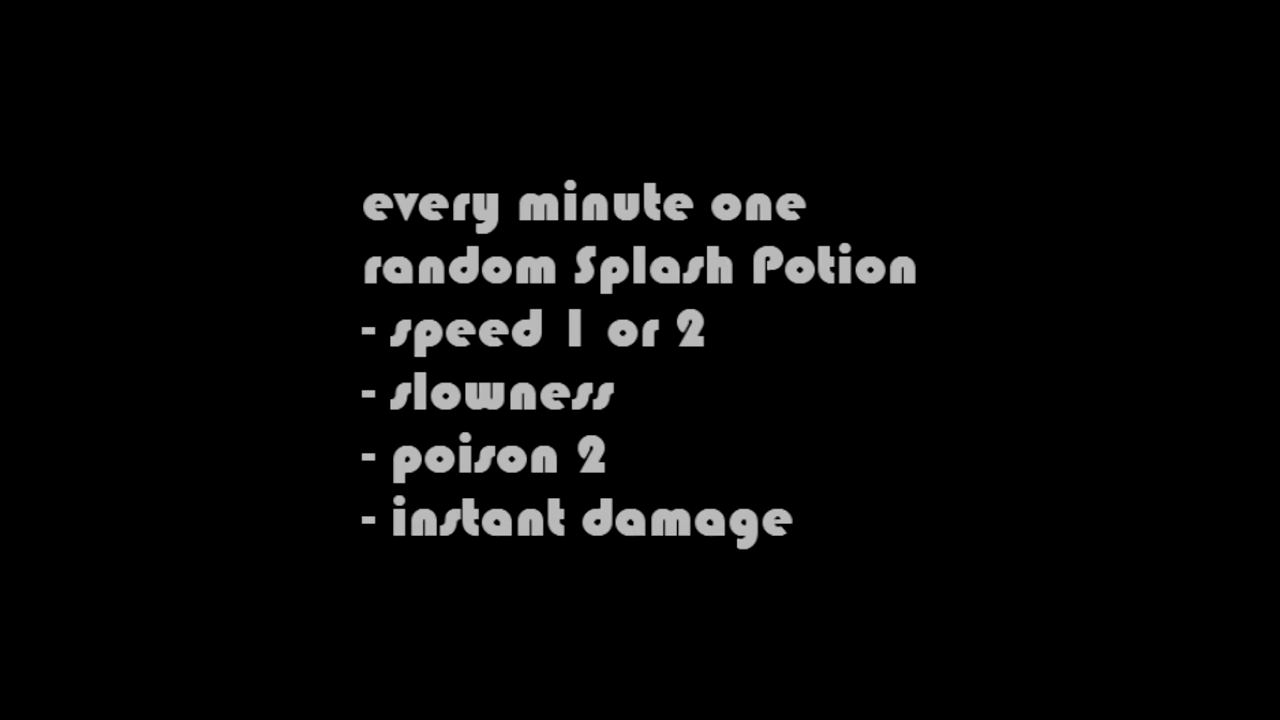 every minute one
random Splash Potion
- speed 1 or 2
- slowness
- poison 2
- instant damage